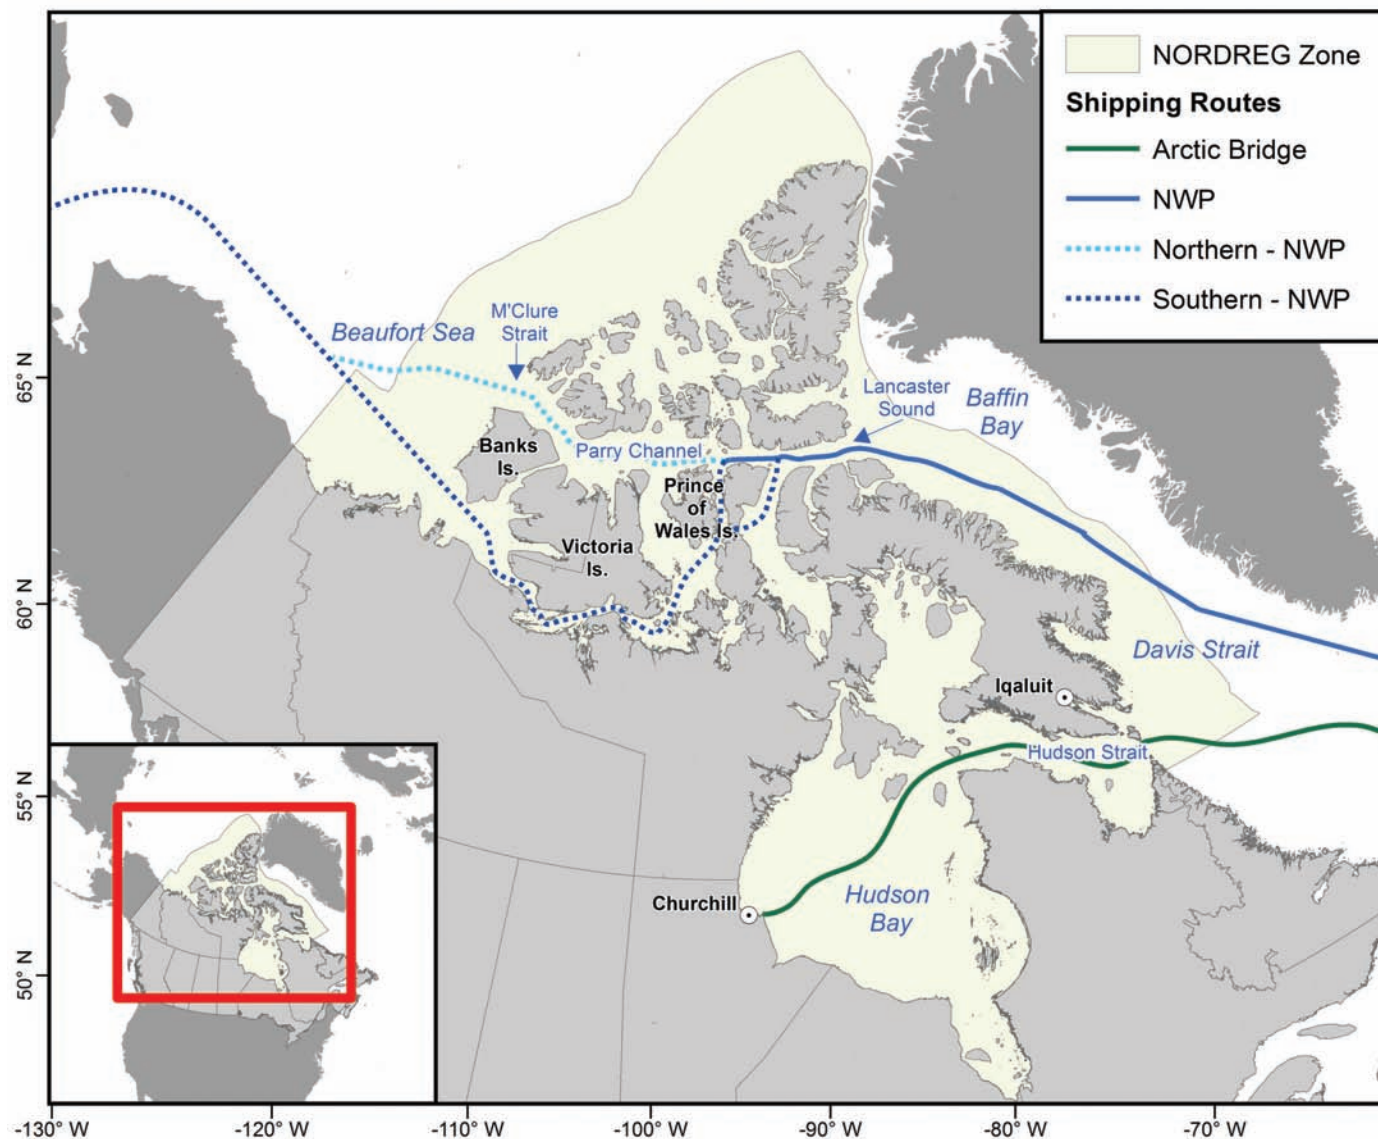 NORDREG Zone
Shipping Routes
Arctic Bridge
NWP
Northern - NWP
Southern - NWP
Beaufort Sea
M'Clure
Strait
Lancaster
Sound
Baffin
Bay
Banks
Is.
Parry Channel
Prince
of
Wales Is.
Victoria
Is.
Davis Strait
Iqaluit
Hudson Strait
Churchill
Hudson
Bay
65° N
60° N
55° N
50° N
-130° W
-120° W
-110° W
-100° W
-90° W
-80° W
-70° W